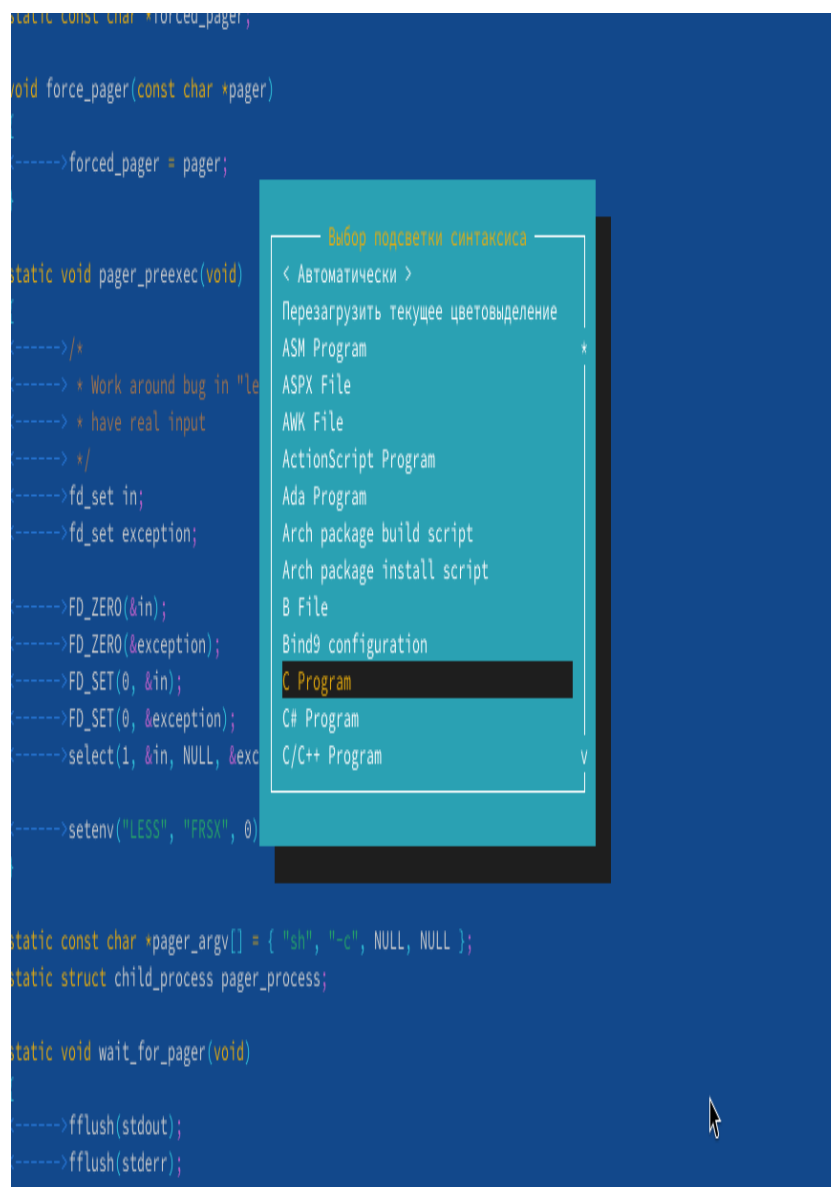 static const char *forced_pager;
void force_pager(const char *pager)
{
<------>forced_pager = pager;
}
static void pager_preexec(void)
{
<------>/*
<------> * Work around bug in "le
<------> * have real input
<------> */
<------>fd_set in;
<------>fd_set exception;
<------>FD_ZERO(&in);
<------>FD_ZERO(&exception);
<------>FD_SET(0, &in);
<------>FD_SET(0, &exception);
<------>select(1, &in, NULL, &exc
<------>setenv("LESS", "FRSX", 0)
}
static const char *pager_argv[] = { "sh", "-c", NULL, NULL };
static struct child_process pager_process;
static void wait_for_pager(void)
{
<------>fflush(stdout);
<------>fflush(stderr);
Выбор подсветки синтаксиса
< Автоматически >
Перезагрузить текущее цветовыделение
ASM Program
ASPX File
AWK File
ActionScript Program
Ada Program
Arch package build script
Arch package install script
B File
Bind9 configuration
C Program
C# Program
C/C++ Program